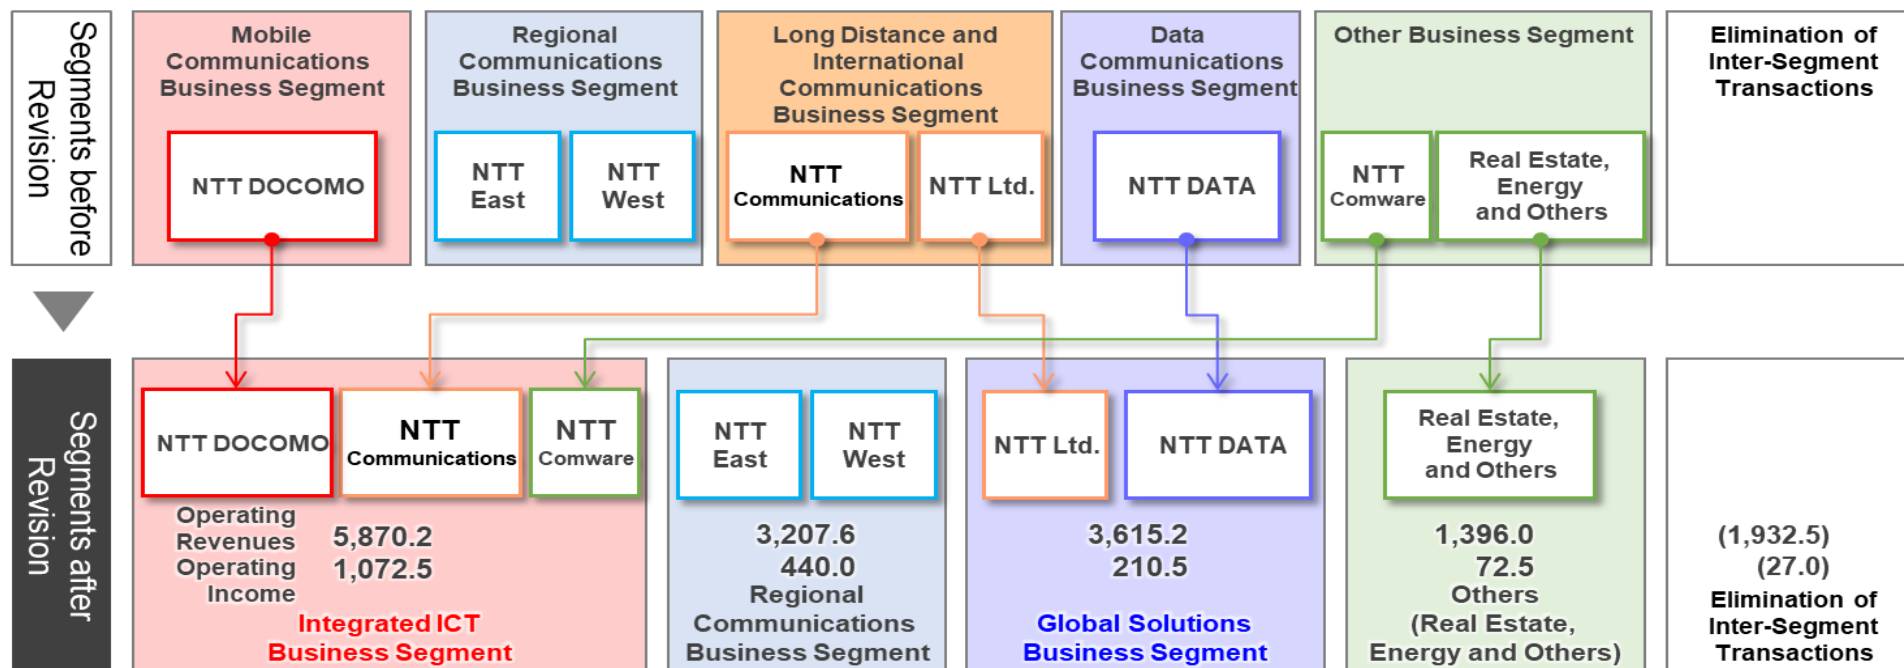 Segments before
Revision
Mobile
Communications
Business Segment
NTT DOCOMO
Regional
Communications
Business Segment
NTT
East
NTT
West
Long Distance and
International
Communications
Business Segment
NTT
Communications
NTT Ltd.
Data
Communications
Business Segment
NTT DATA
Other Business Segment
NTT
Comware
Real Estate,
Energy
and Others
Elimination of
Inter-Segment
Transactions
Segments after
Revision
NTT DOCOMO
NTT
Communications
NTT
Comware
Operating
Revenues
5,870.2
Operating
Income
1,072.5
Integrated ICT
Business Segment
NTT
East
NTT
West
3,207.6
440.0
Regional
Communications
Business Segment
NTT Ltd.
NTT DATA
3,615.2
210.5
Global Solutions
Business Segment
Real Estate,
Energy
and Others
1,396.0
72.5
Others
(Real Estate,
Energy and Others)
(1,932.5)
(27.0)
Elimination of
Inter-Segment
Transactions